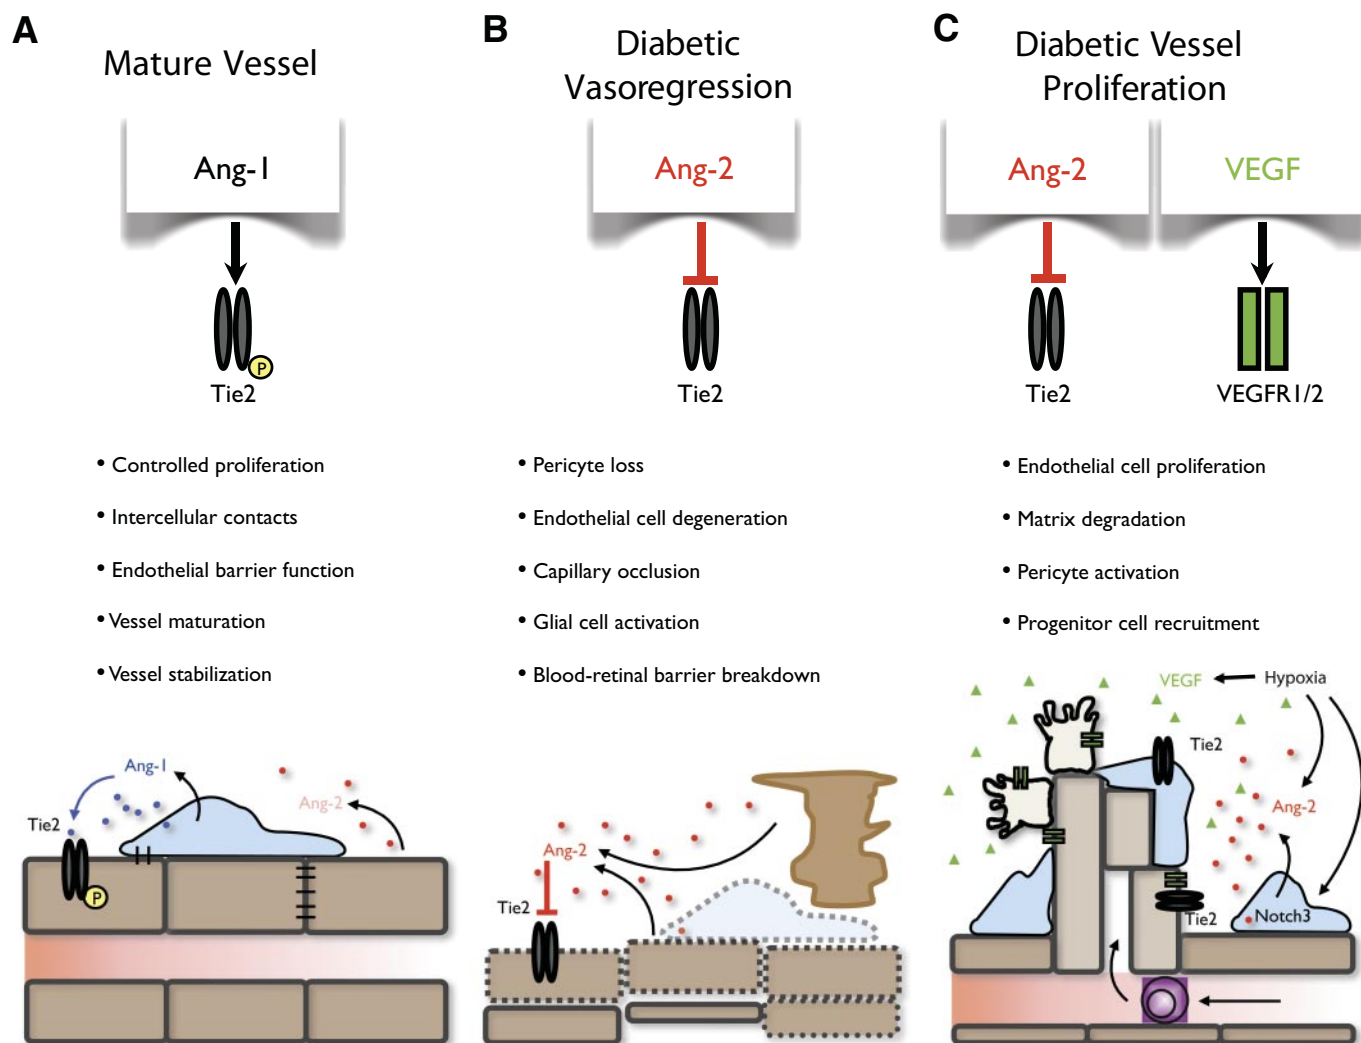 A
Mature Vessel
Ang-1
P
Tie2
• Controlled proliferation
• Intercellular contacts
• Endothelial barrier function
• Vessel maturation
• Vessel stabilization
Ang-1
Ang-2
Tie2
P
B
Diabetic
Vasoregression
Ang-2
Tie2
• Pericyte loss
• Endothelial cell degeneration
• Capillary occlusion
• Glial cell activation
• Blood-retinal barrier breakdown
Ang-2
Tie2
C
Diabetic Vessel
Proliferation
Ang-2
VEGF
Tie2
VEGFR1/2
• Endothelial cell proliferation
• Matrix degradation
• Pericyte activation
• Progenitor cell recruitment
VEGF
Hypoxia
Tie2
Ang-2
Tie2
Notch3